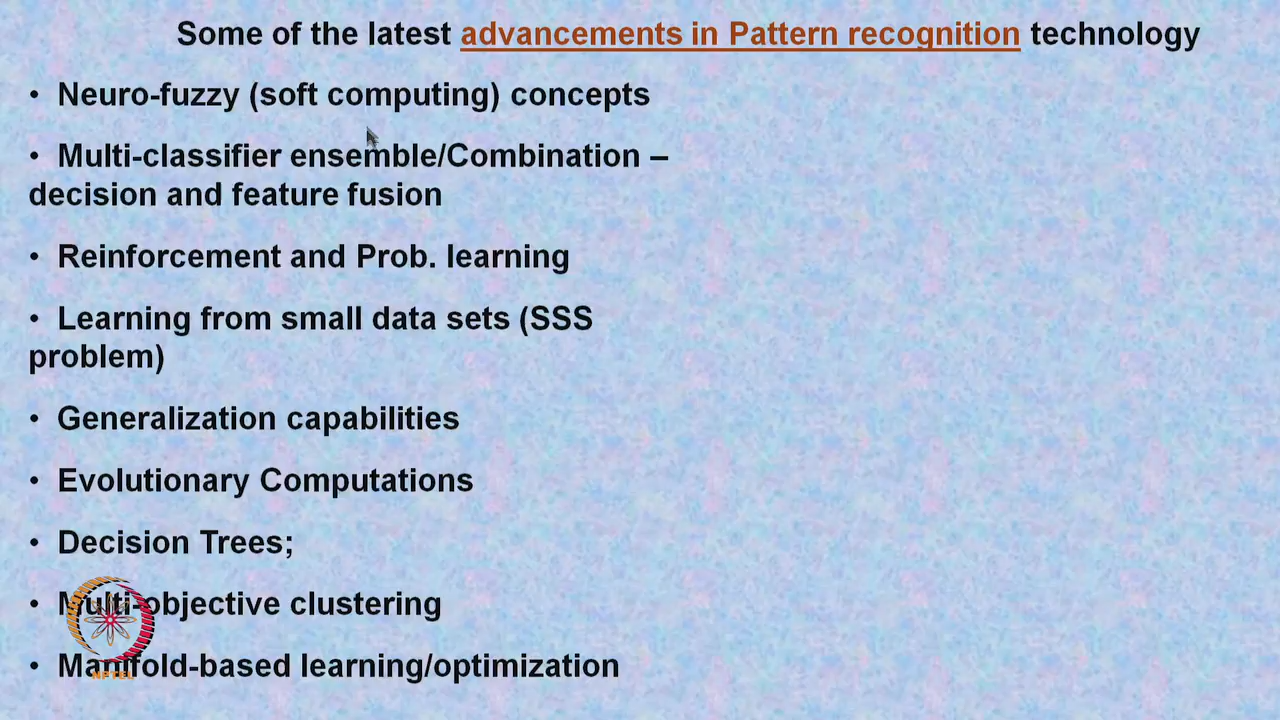 Some of the latest advancements in Pattern recognition technology
• Neuro-fuzzy (soft computing) concepts
• Multi-classifier ensemble/Combination –
decision and feature fusion
• Reinforcement and Prob. learning
• Learning from small data sets (SSS
problem)
• Generalization capabilities
• Evolutionary Computations
• Decision Trees;
• Multi-objective clustering
• Manifold-based learning/optimization
NPTEL